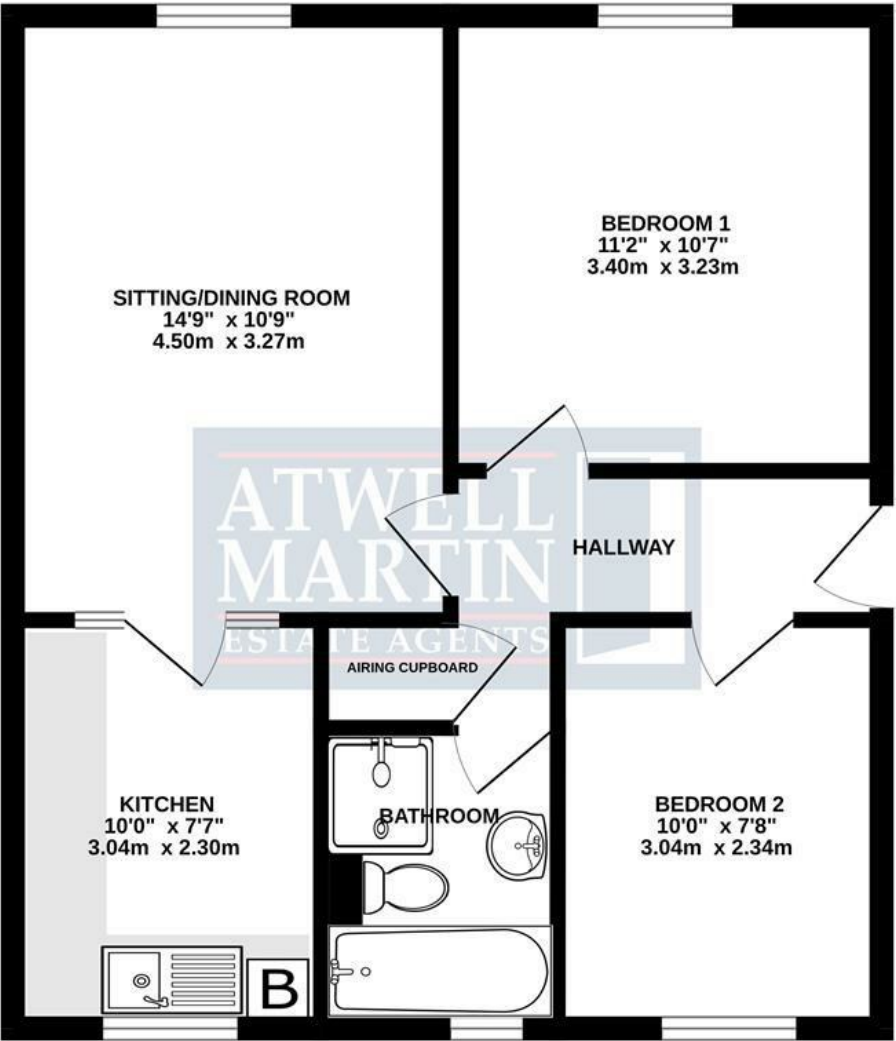 BEDROOM 1
11'2" x 10'7"
3.40m x 3.23m
SITTING/DINING ROOM
14'9" x 10'9"
4.50m x 3.27m
ATWELL
MARTIN
ESTATE AGENTS
HALLWAY
AIRING CUPBOARD
KITCHEN
10'0" x 7'7"
3.04m x 2.30m
BATHROOM
BEDROOM 2
10'0" x 7'8"
3.04m x 2.34m
B